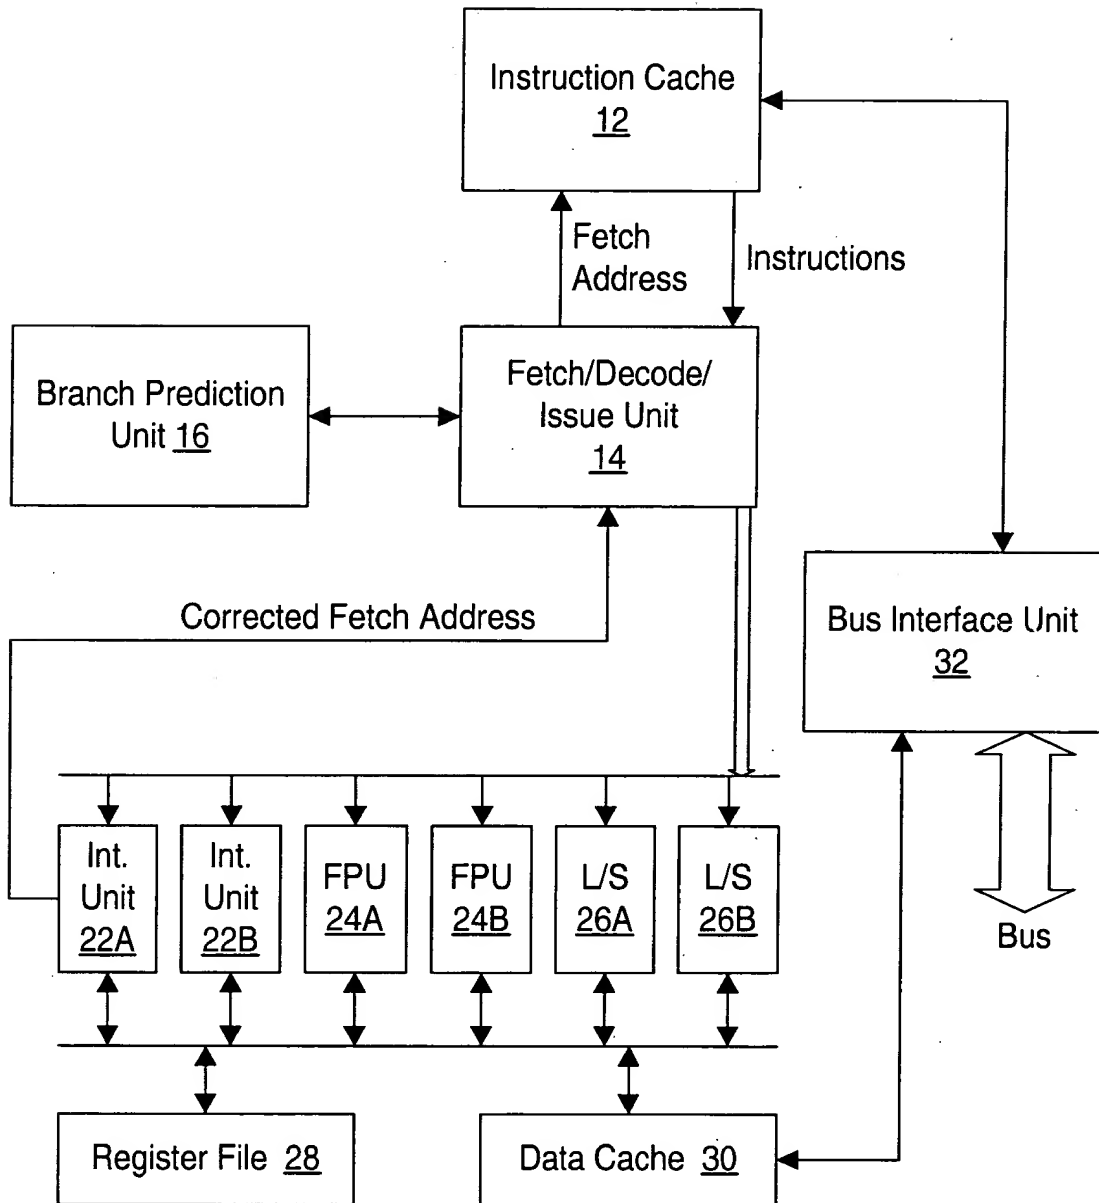 Instruction Cache
12
Fetch
Address
Instructions
Branch Prediction
Unit 16
Fetch/Decode/
Issue Unit
14
Corrected Fetch Address
Bus Interface Unit
32
Int.
Unit
22A
Int.
Unit
22B
FPU
24A
FPU
24B
L/S
26A
L/S
26B
Bus
Register File 28
Data Cache 30